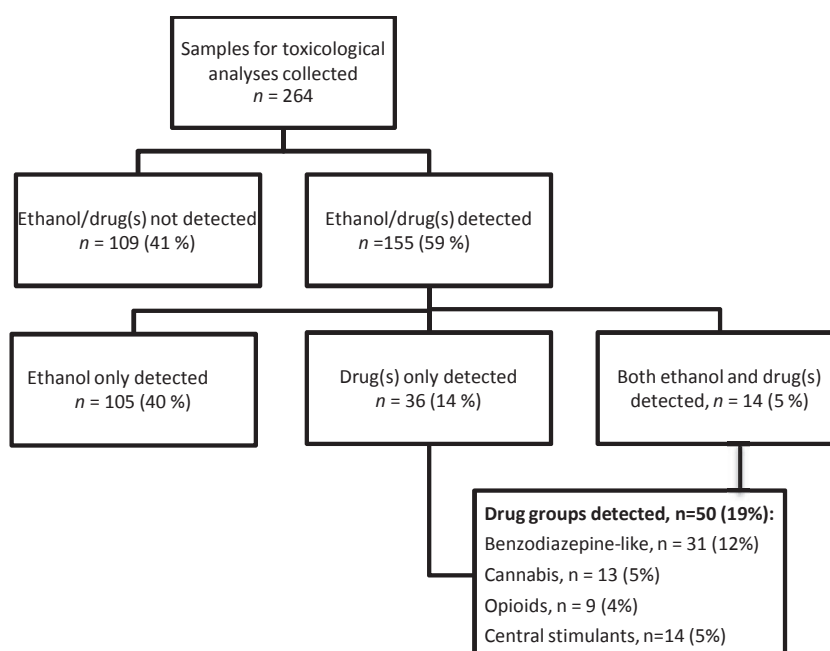 Samples for toxicological
analyses collected
n = 264
Ethanol/drug(s) not detected
n = 109 (41 %)
Ethanol/drug(s) detected
n =155 (59 %)
Ethanol only detected
n = 105 (40 %)
Drug(s) only detected
n = 36 (14 %)
Both ethanol and drug(s)
detected, n = 14 (5 %)
Drug groups detected, n=50 (19%):
Benzodiazepine-like, n = 31 (12%)
Cannabis, n = 13 (5%)
Opioids, n = 9 (4%)
Central stimulants, n=14 (5%)